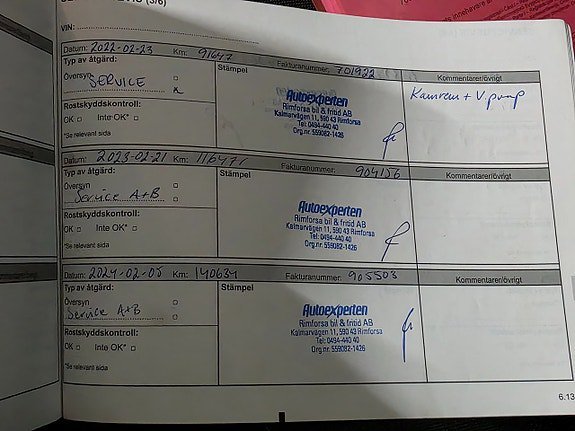 (3/6)
VIN:
Datum: 2022-02-23 Km: 91647 Fakturanummer: 701922
Typ av åtgärd: Stämpel Kommentarer/övrigt
Översyn
SERVICE x
Kamrem + V.pump
Autoexperten
Rimforsa bil & fritid AB
Kalmarvägen 11, 590 43 Rimforsa
Tel: 0494-440 40
Org.nr. 559082-1426
Rostskyddskontroll:
OK Inte OK*
*Se relevant sida
Datum: 2023-02-21 Km: 116471 Fakturanummer: 904156
Typ av åtgärd: Stämpel Kommentarer/övrigt
Översyn
Service A+B
Autoexperten
Rimforsa bil & fritid AB
Kalmarvägen 11, 590 43 Rimforsa
Tel: 0494-440 40
Org.nr. 559082-1426
Rostskyddskontroll:
OK Inte OK*
*Se relevant sida
Datum: 2024-02-05 Km: 140634 Fakturanummer: 905503
Typ av åtgärd: Stämpel Kommentarer/övrigt
Översyn
Service A+B
Autoexperten
Rimforsa bil & fritid AB
Kalmarvägen 11, 590 43 Rimforsa
Tel: 0494-440 40
Org.nr. 559082-1426
Rostskyddskontroll:
OK Inte OK*
*Se relevant sida
6.13